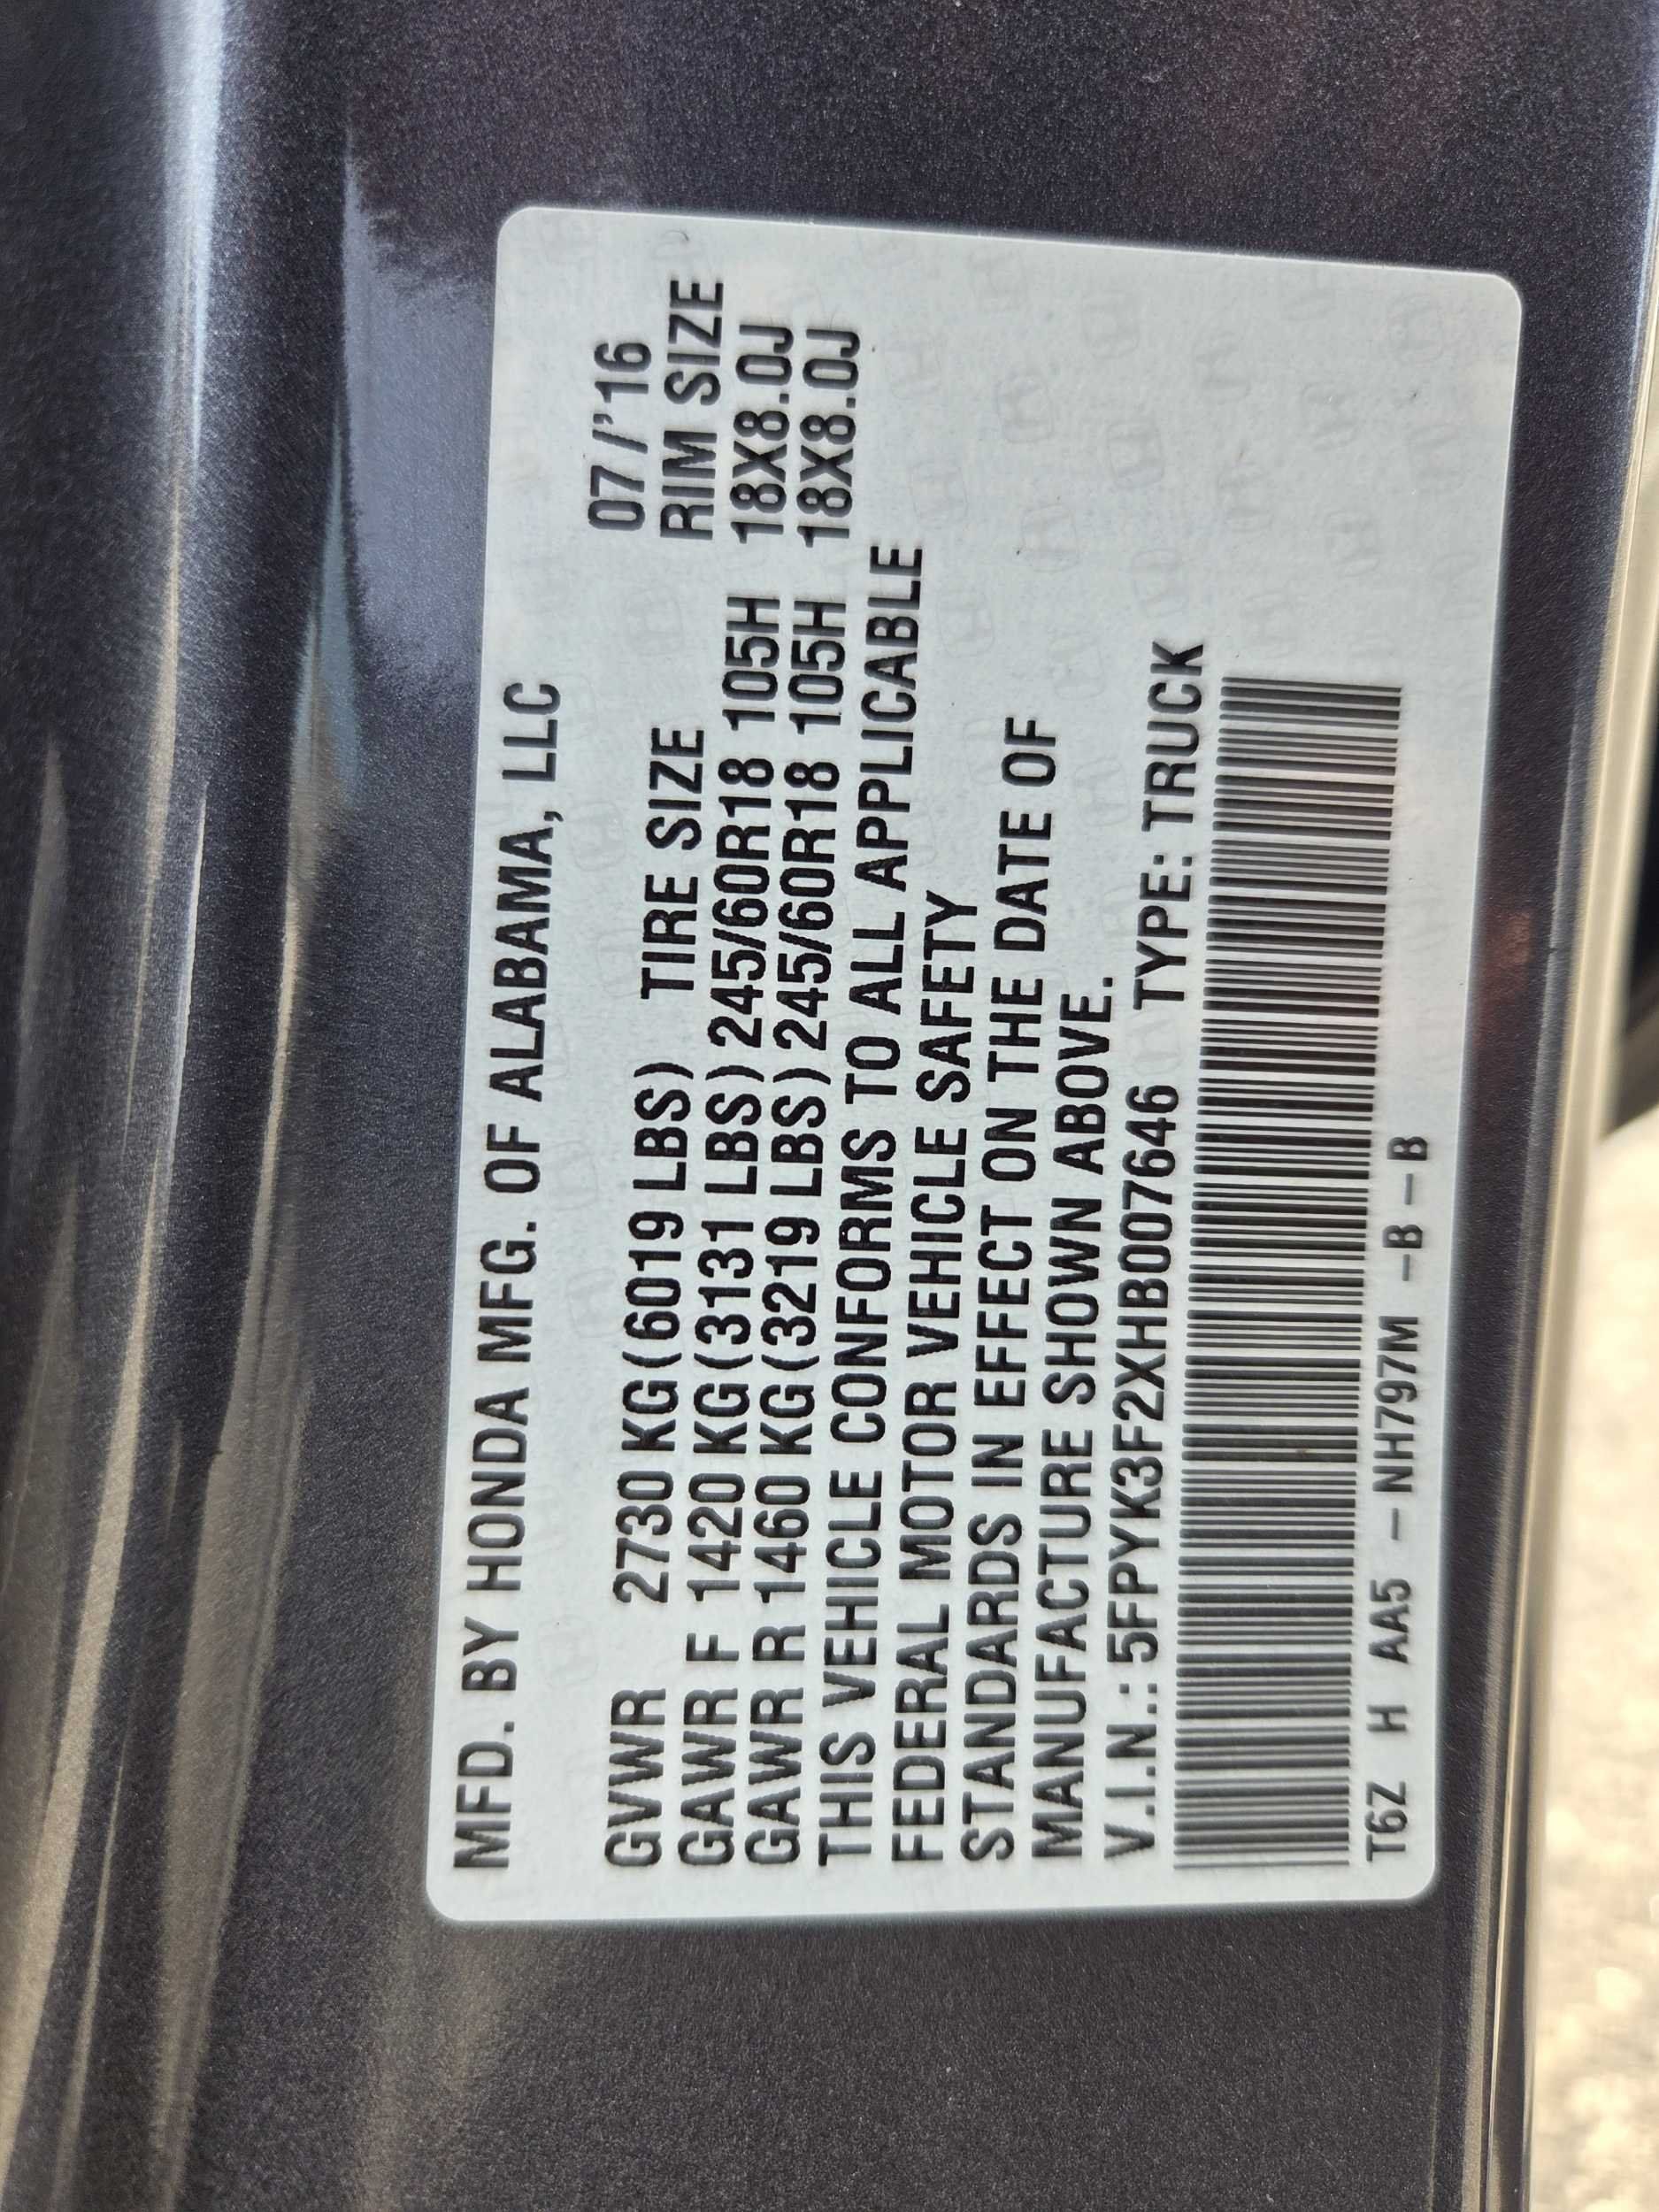 MFD. BY HONDA MFG. OF ALABAMA, LLC
07/'16
GVWR 2730 KG(6019 LBS) TIRE SIZE RIM SIZE
GAWR F 1420 KG(3131 LBS) 245/60R18 105H 18X8.0J
GAWR R 1460 KG(3219 LBS) 245/60R18 105H 18X8.0J
THIS VEHICLE CONFORMS TO ALL APPLICABLE
FEDERAL MOTOR VEHICLE SAFETY
STANDARDS IN EFFECT ON THE DATE OF
MANUFACTURE SHOWN ABOVE.
V.I.N.: 5FPYK3F2XHB007646 TYPE: TRUCK
T6Z H AA5 – NH797M –B–B